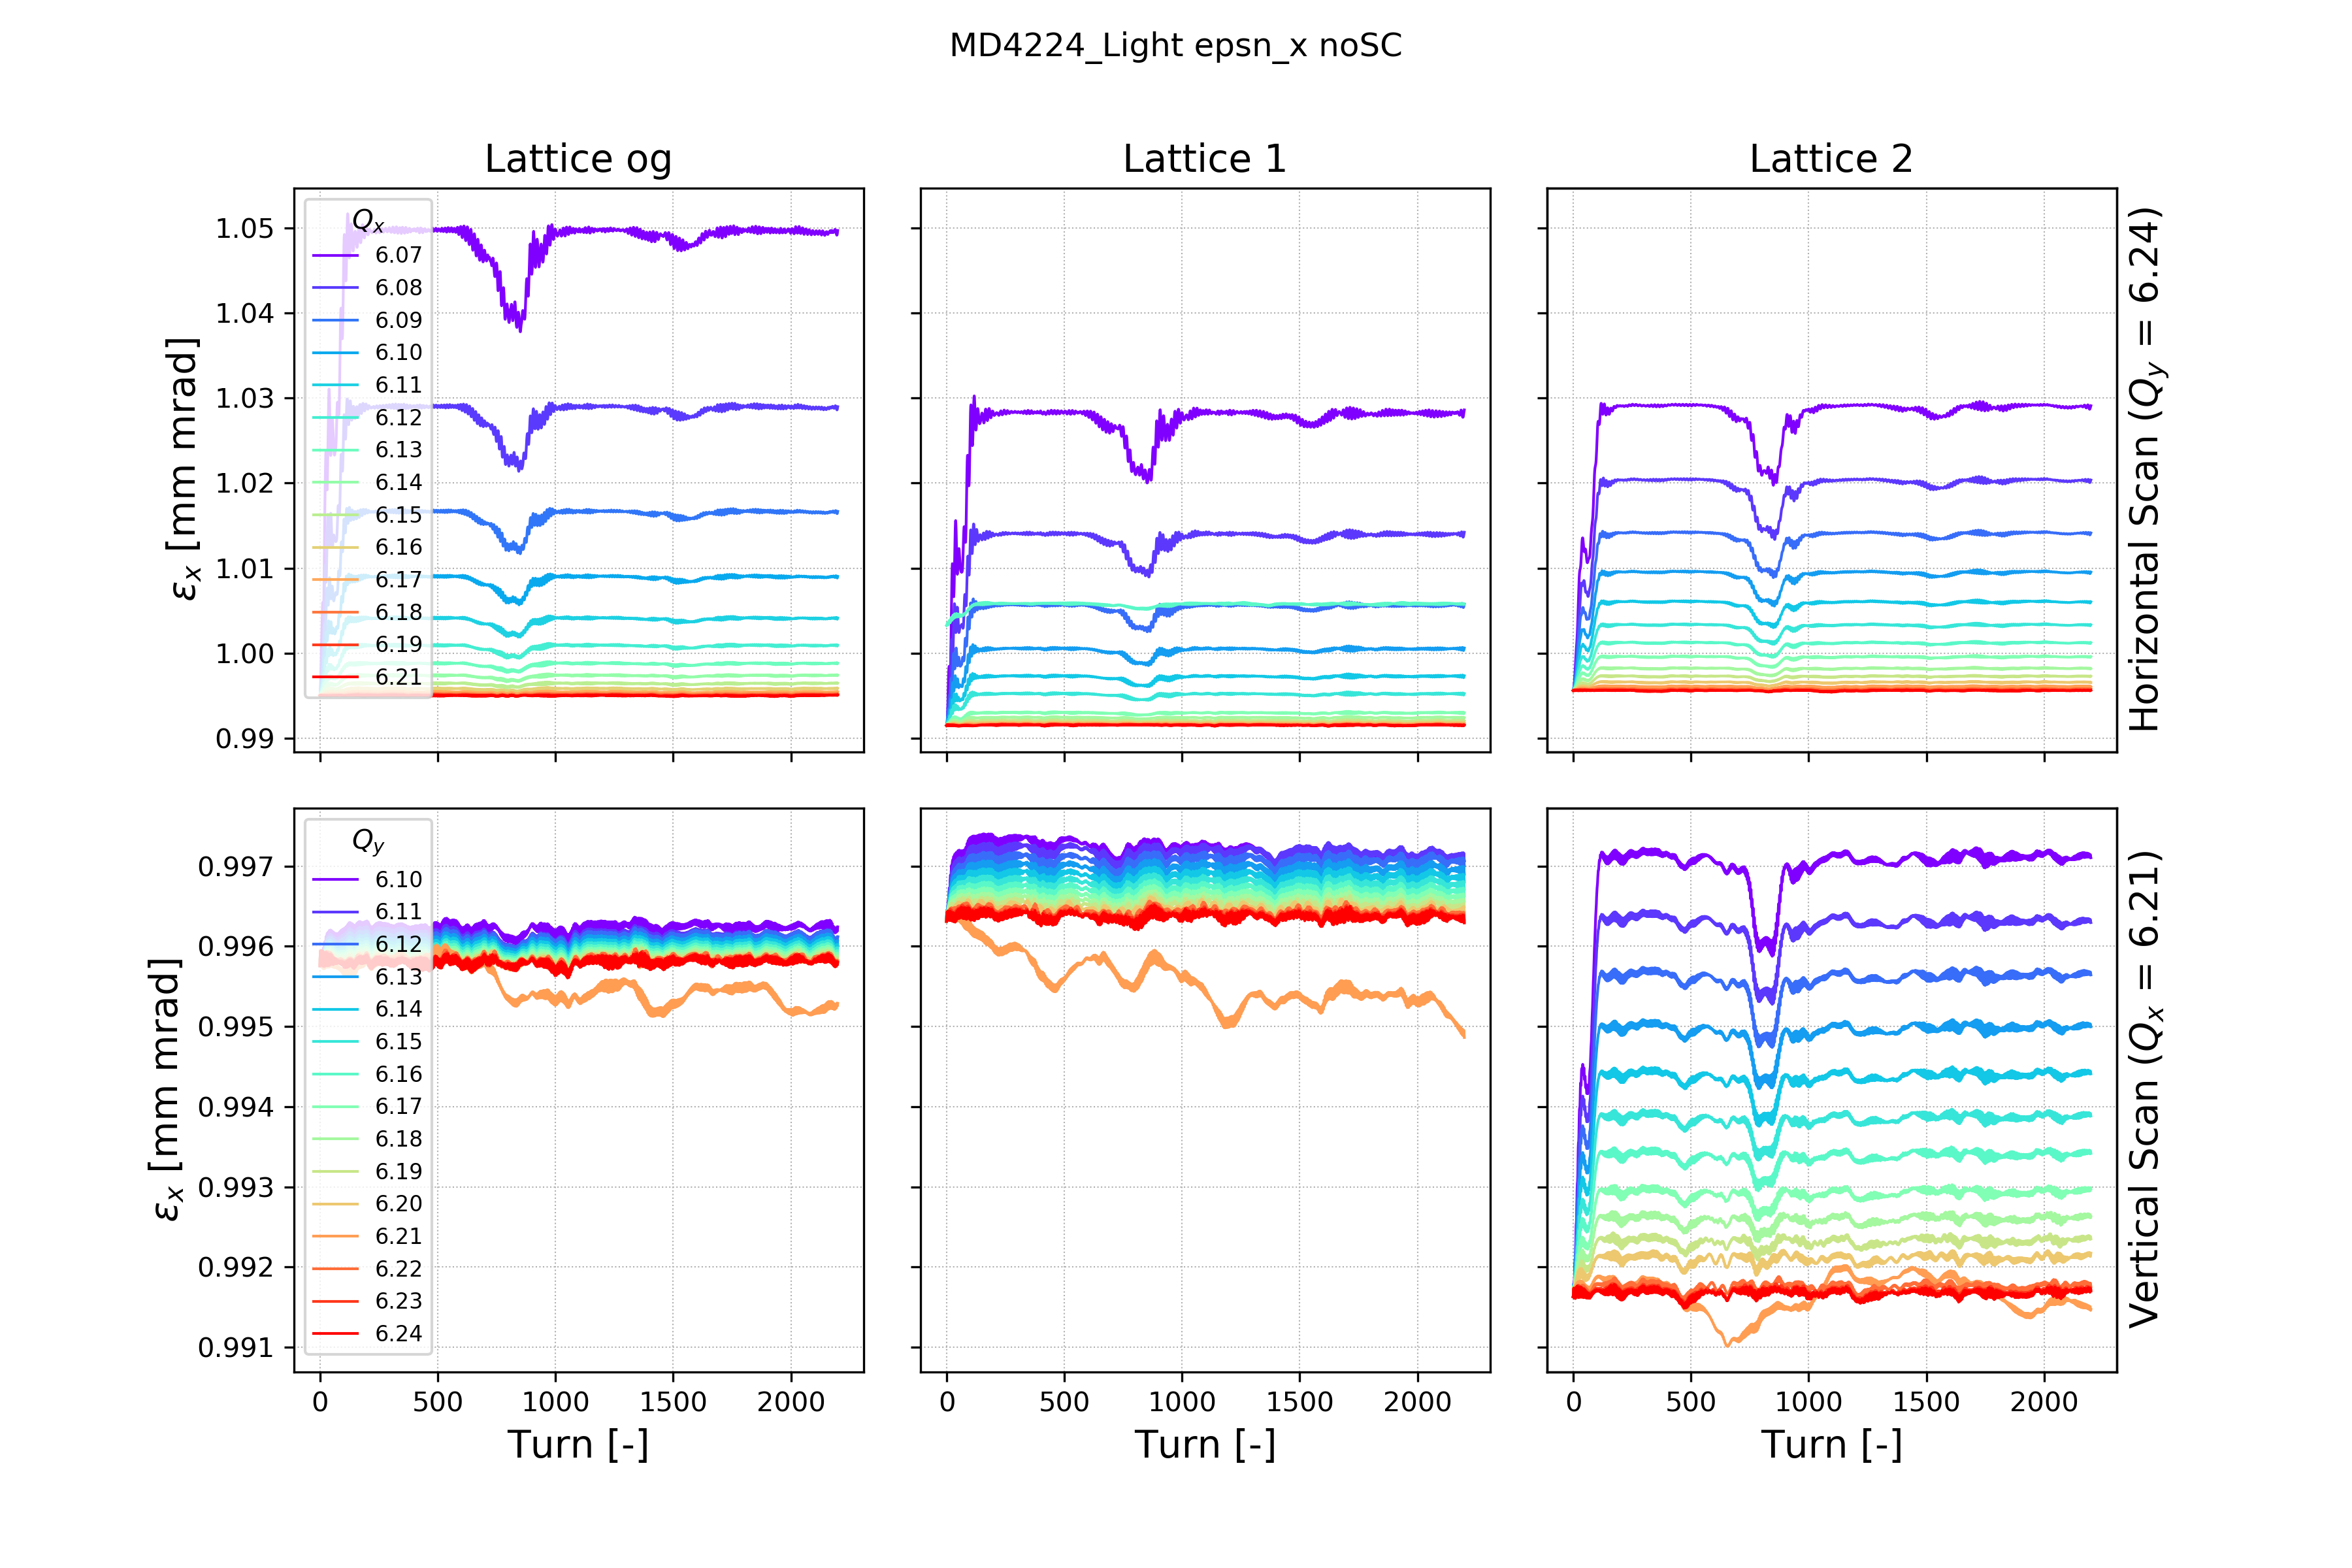 MD4224_Light epsn_x noSC
Lattice og
Lattice 1
Lattice 2
εx [mm mrad]
1.05
1.04
1.03
1.02
1.01
1.00
0.99
Qx
6.07
6.08
6.09
6.10
6.11
6.12
6.13
6.14
6.15
6.16
6.17
6.18
6.19
6.21
Horizontal Scan (Qy = 6.24)
εx [mm mrad]
0.997
0.996
0.995
0.994
0.993
0.992
0.991
Qy
6.10
6.11
6.12
6.13
6.14
6.15
6.16
6.17
6.18
6.19
6.20
6.21
6.22
6.23
6.24
Vertical Scan (Qx = 6.21)
0 500 1000 1500 2000
0 500 1000 1500 2000
0 500 1000 1500 2000
Turn [-]
Turn [-]
Turn [-]